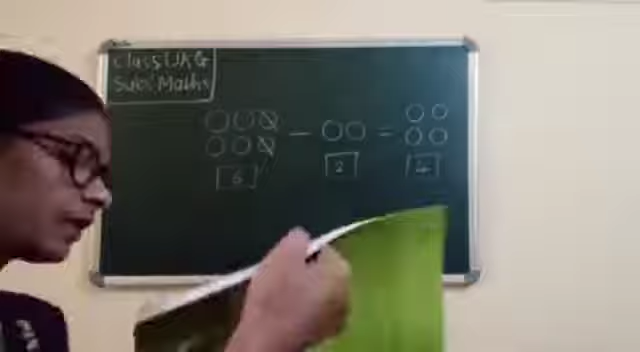 Class UKG
Sub: Maths
○○⦸ - ○○ = ○○
○○⦸ ○○
6 2 4